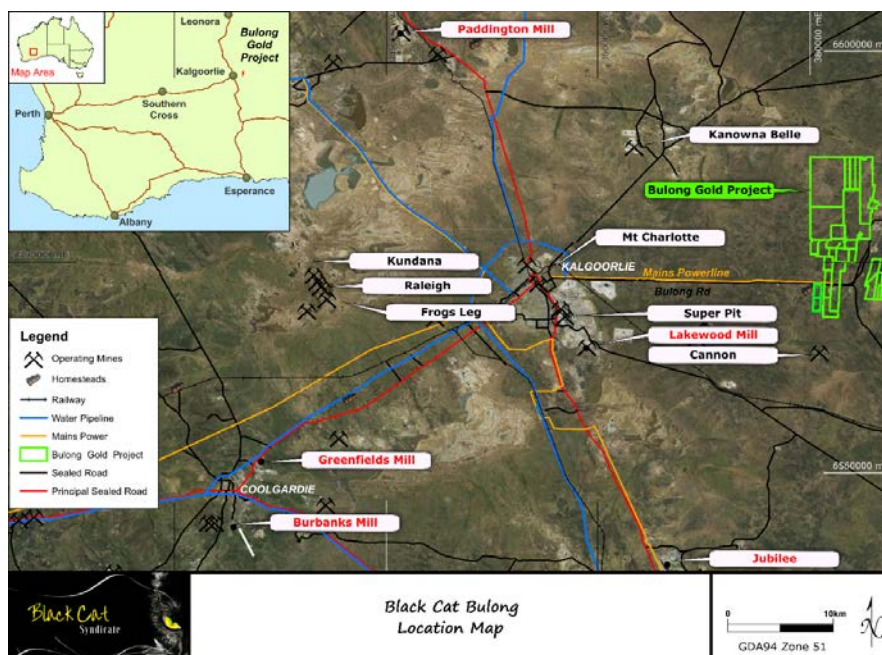 Leonora
Bulong
Gold
Project
Map Area
Kalgoorlie
Southern
Cross
Perth
Esperance
Albany
Paddington Mill
380000 mE
6600000 m
Kanowna Belle
Bulong Gold Project
Mt Charlotte
KALGOORLIE
Mains Powerline
Bulong Rd
Kundana
Raleigh
Frogs Leg
Super Pit
Lakewood Mill
Cannon
Legend
Operating Mines
Homesteads
Railway
Water Pipeline
Mains Power
Bulong Gold Project
Sealed Road
Principal Sealed Road
6550000 m
Greenfields Mill
COOLGARDIE
Burbanks Mill
Jubilee
Black Cat
Syndicate
Black Cat Bulong
Location Map
0 10km
GDA94 Zone 51
N